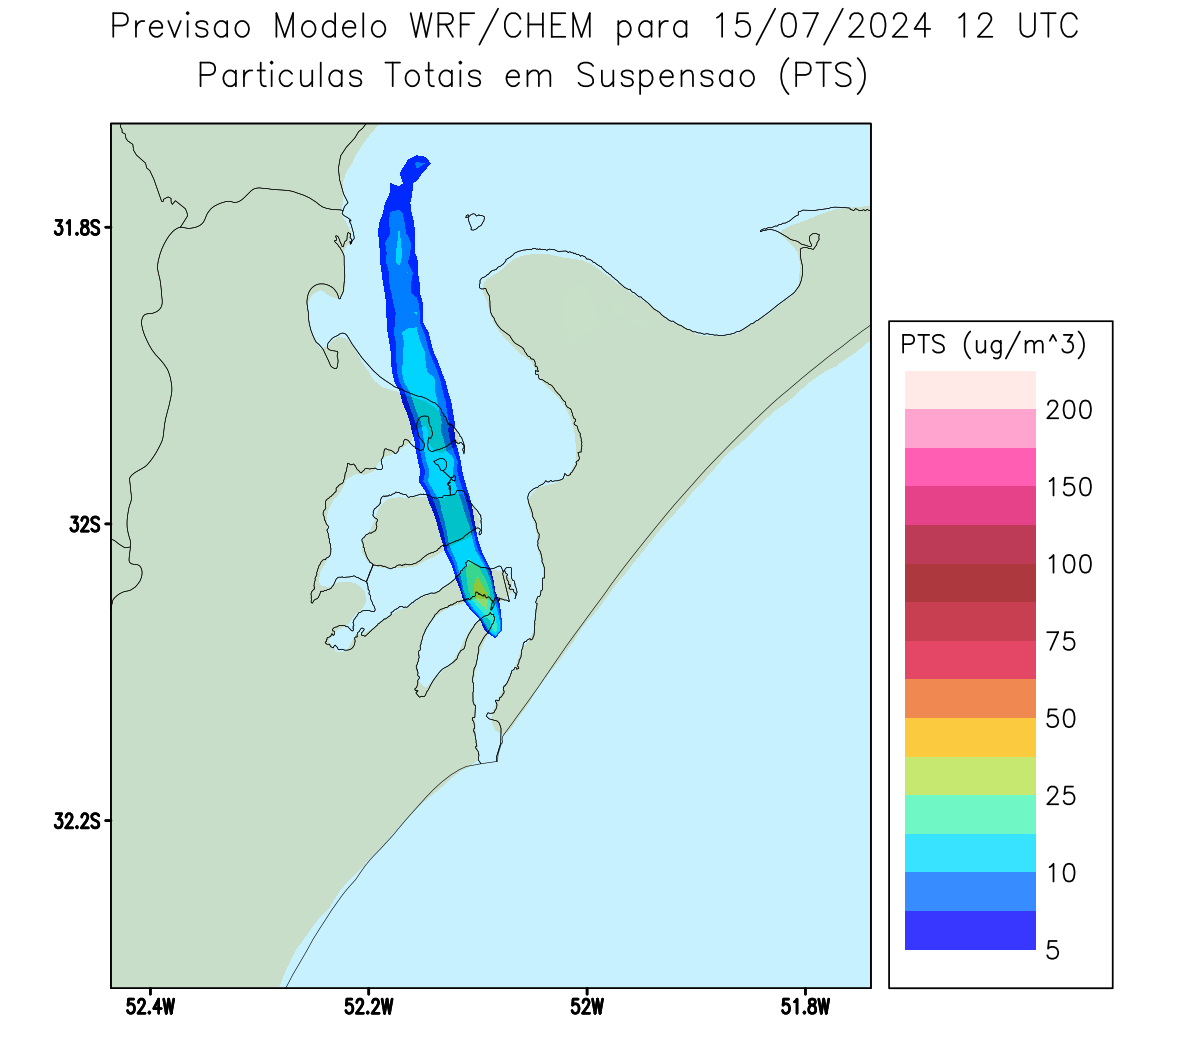 Previsao Modelo WRF/CHEM para 15/07/2024 12 UTC
Particulas Totais em Suspensao (PTS)
31.8S
32S
32.2S
52.4W
52.2W
52W
51.8W
PTS (ug/m^3)
200
150
100
75
50
25
10
5